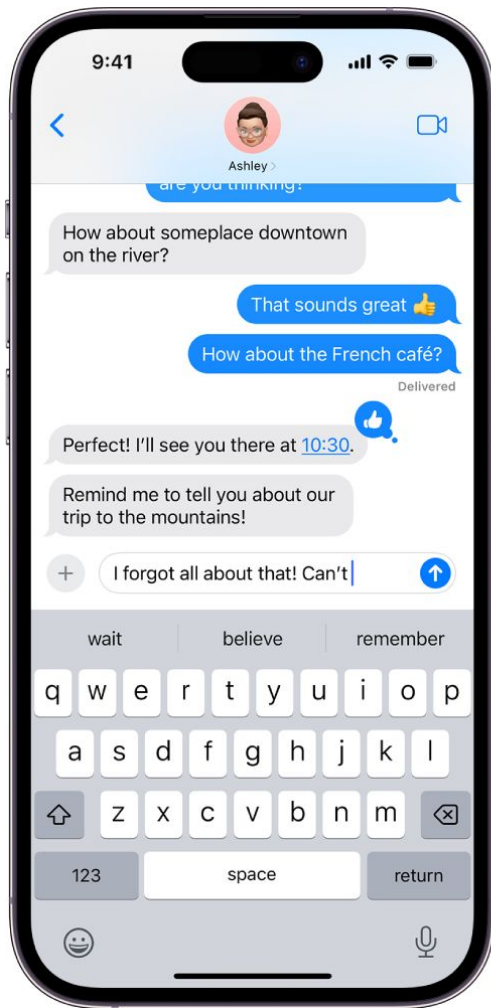 9:41
Ashley
are you thinking?
How about someplace downtown
on the river?
That sounds great 👍
How about the French café?
Delivered
Perfect! I'll see you there at 10:30.
Remind me to tell you about our
trip to the mountains!
I forgot all about that! Can't
wait believe remember
q w e r t y u i o p
a s d f g h j k l
z x c v b n m
123 space return